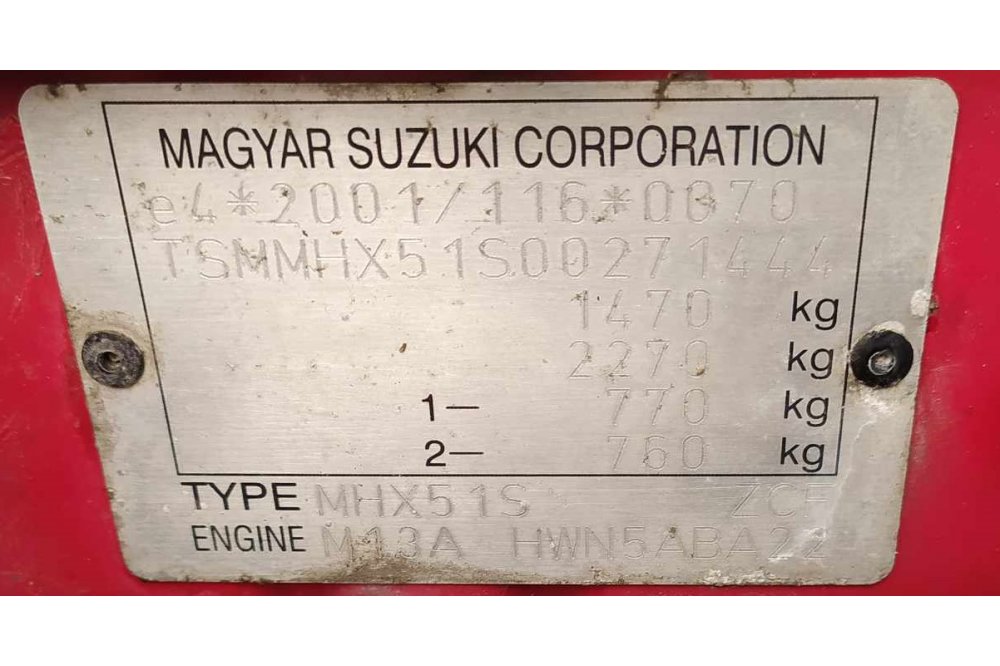 MAGYAR SUZUKI CORPORATION
e4*2001/116*0070
TSMMHX51S00271444
1470 kg
2270 kg
1— 770 kg
2— 760 kg
TYPE MHX51S ZCF
ENGINE M13A HWN5ABA22